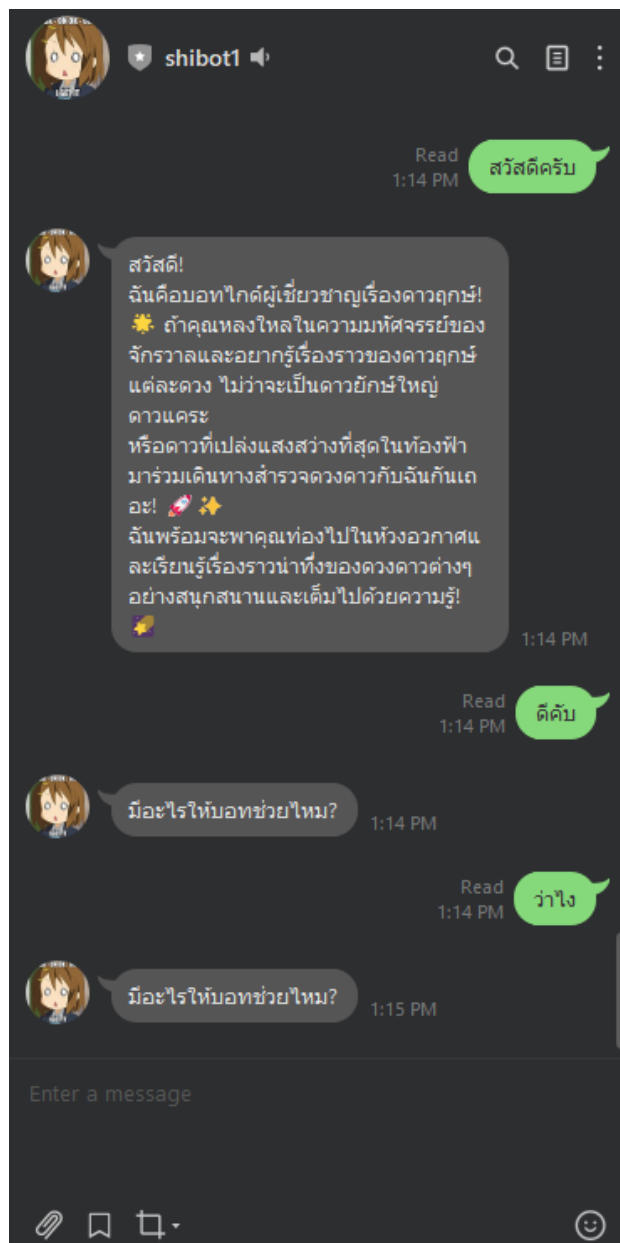 shibot1
Read
1:14 PM
สวัสดีครับ
สวัสดี!
ฉันคือบอทไกด์ผู้เชี่ยวชาญเรื่องดาวฤกษ์!
🌟 ถ้าคุณหลงใหลในความมหัศจรรย์ของ
จักรวาลและอยากรู้เรื่องราวของดาวฤกษ์
แต่ละดวง ไม่ว่าจะเป็นดาวยักษ์ใหญ่
ดาวแคระ
หรือดาวที่เปล่งแสงสว่างที่สุดในท้องฟ้า
มาร่วมเดินทางสำรวจดวงดาวกับฉันกันเถ
อะ! 🚀 ✨
ฉันพร้อมจะพาคุณท่องไปในห้วงอวกาศแ
ละเรียนรู้เรื่องราวน่าทึ่งของดวงดาวต่างๆ
อย่างสนุกสนานและเต็มไปด้วยความรู้!
🌠
1:14 PM
Read
1:14 PM
ดีคับ
มีอะไรให้บอทช่วยไหม?
1:14 PM
Read
1:14 PM
ว่าไง
มีอะไรให้บอทช่วยไหม?
1:15 PM
Enter a message